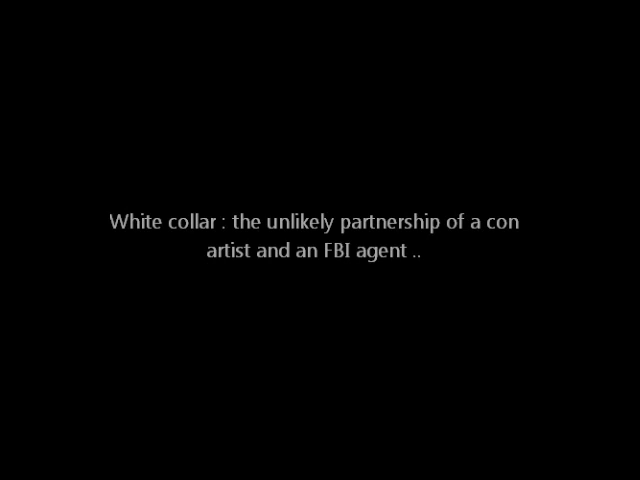 White collar : the unlikely partnership of a con
artist and an FBI agent ..